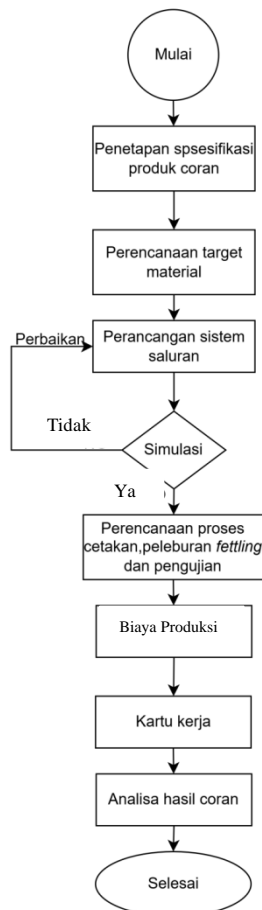 Mulai
Penetapan spsesifikasi
produk coran
Perencanaan target
material
Perbaikan
Perancangan sistem
saluran
Tidak
Simulasi
Ya
Perencanaan proses
cetakan,peleburan fettling
dan pengujian
Biaya Produksi
Kartu kerja
Analisa hasil coran
Selesai